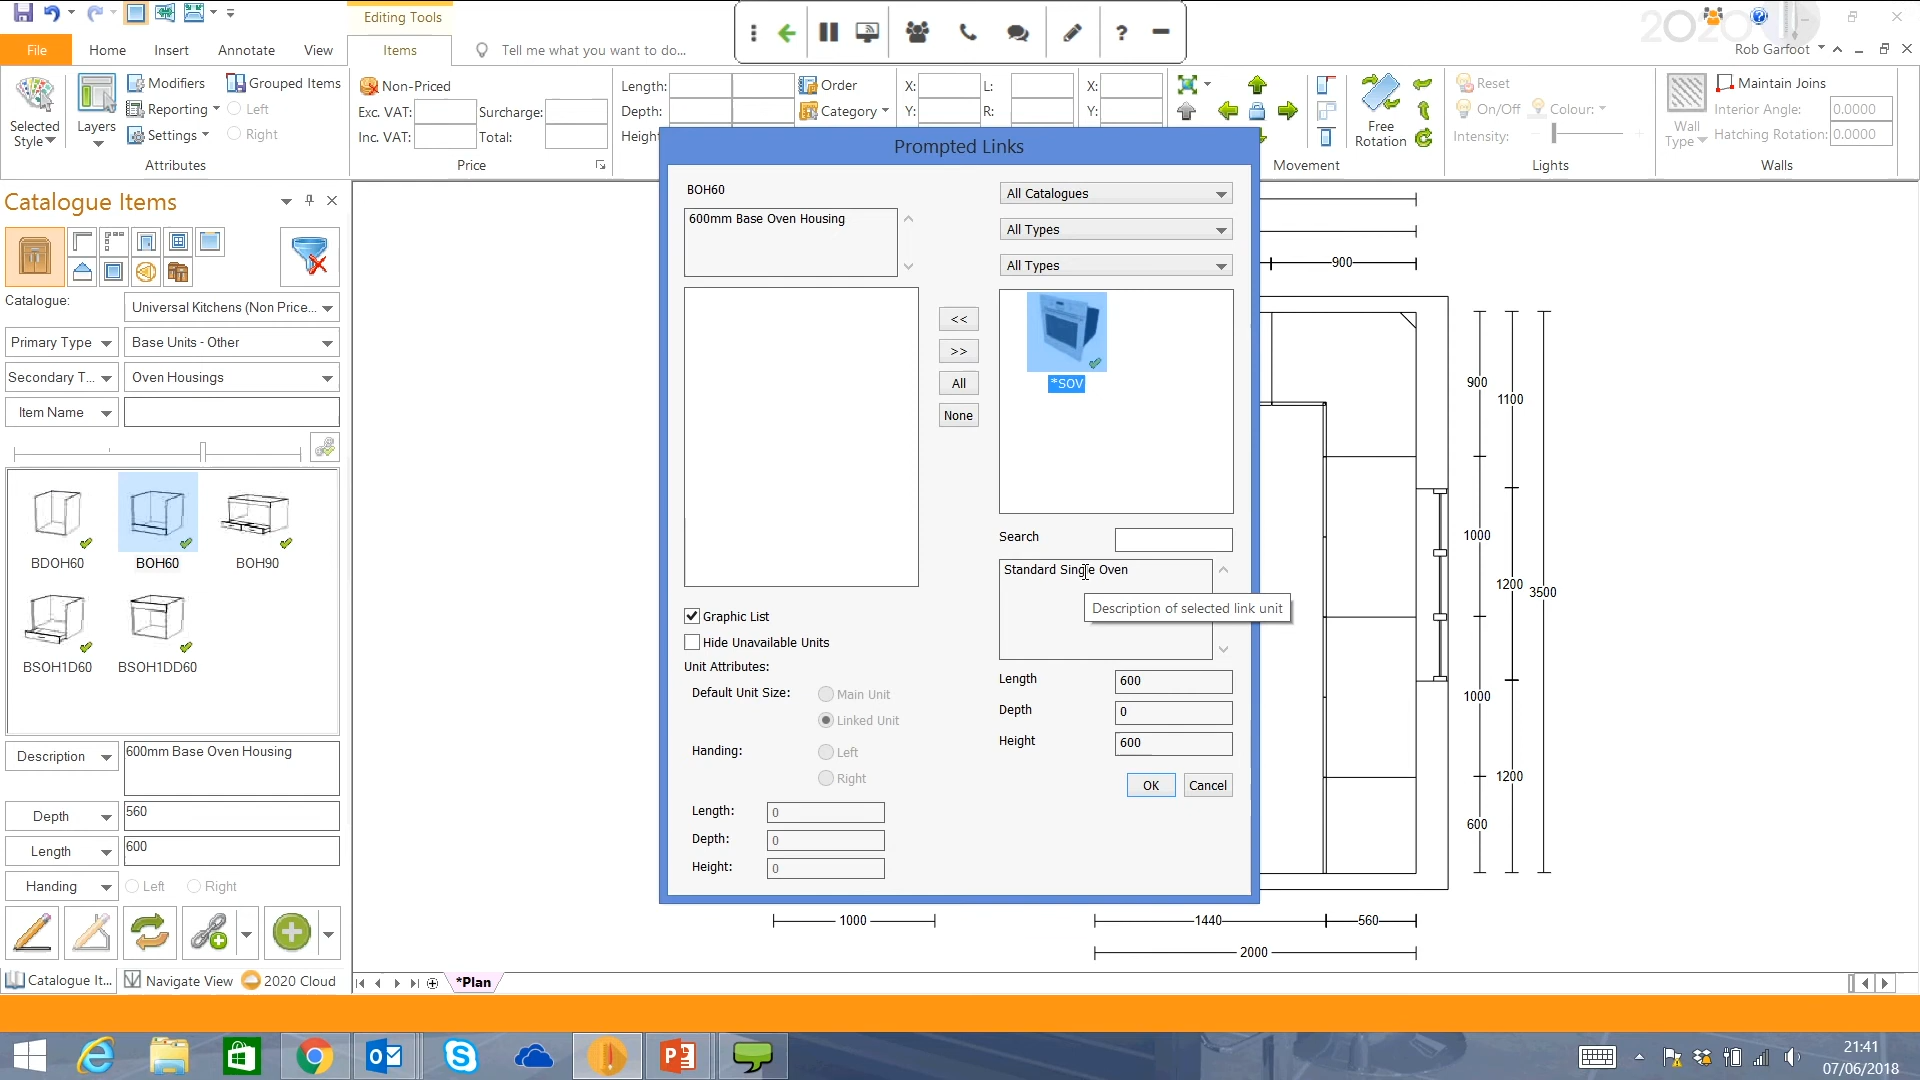 Editing Tools
2020
File
Home
Insert
Annotate
View
Items
Tell me what you want to do...
Rob Garfoot
Selected Style
Layers
Modifiers
Reporting
Settings
Grouped Items
Left
Right
Attributes
Non-Priced
Exc. VAT:
Surcharge:
Inc. VAT:
Total:
Price
Length:
Depth:
Height
Order
Category
X:
L:
Y:
R:
X:
Y:
Movement
Free Rotation
Reset
On/Off
Colour:
Intensity:
Lights
Wall Type
Maintain Joins
Interior Angle:
0.0000
Hatching Rotation:
0.0000
Walls
Catalogue Items
Catalogue:
Universal Kitchens (Non Price...
Primary Type
Base Units - Other
Secondary T...
Oven Housings
Item Name
BDOH60
BOH60
BOH90
BSOH1D60
BSOH1DD60
Description
600mm Base Oven Housing
Depth
560
Length
600
Handing
Left
Right
Catalogue It...
Navigate View
2020 Cloud
Prompted Links
BOH60
600mm Base Oven Housing
All Catalogues
All Types
All Types
<<
>>
All
None
*SOV
Search
Standard Single Oven
Description of selected link unit
Graphic List
Hide Unavailable Units
Unit Attributes:
Default Unit Size:
Main Unit
Linked Unit
Handing:
Left
Right
Length:
0
Depth:
0
Height:
0
Length
600
Depth
0
Height
600
OK
Cancel
900
900
1100
1000
1200
3500
1000
1200
600
1000
1440
560
2000
*Plan
21:41
07/06/2018